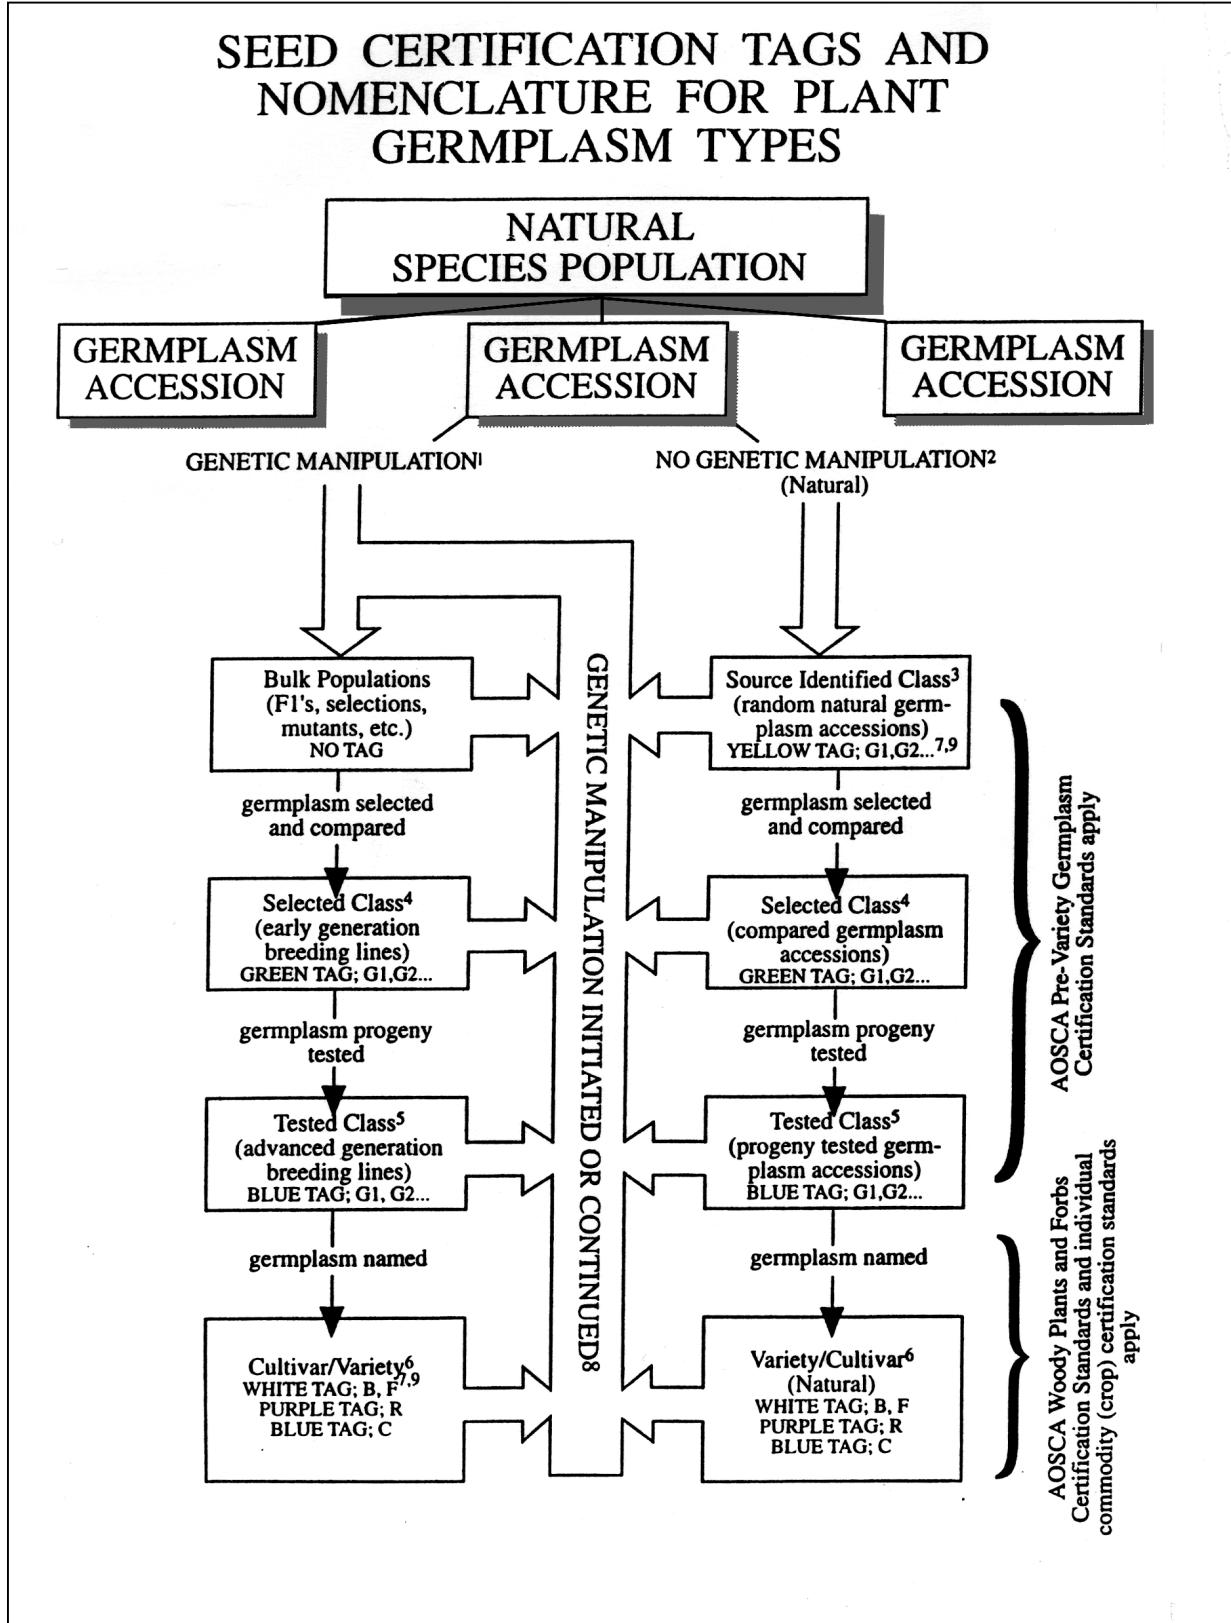 SEED CERTIFICATION TAGS AND
NOMENCLATURE FOR PLANT
GERMPLASM TYPES
NATURAL
SPECIES POPULATION
GERMPLASM
ACCESSION
GERMPLASM
ACCESSION
GERMPLASM
ACCESSION
GENETIC MANIPULATION¹
NO GENETIC MANIPULATION²
(Natural)
Bulk Populations
(F1's, selections,
mutants, etc.)
NO TAG
germplasm selected
and compared
Selected Class⁴
(early generation
breeding lines)
GREEN TAG; G1,G2...
germplasm progeny
tested
Tested Class⁵
(advanced generation
breeding lines)
BLUE TAG; G1, G2...
germplasm named
Cultivar/Variety⁶
WHITE TAG; B, F⁷,⁹
PURPLE TAG; R
BLUE TAG; C
GENETIC MANIPULATION INITIATED OR CONTINUED8
Source Identified Class³
(random natural germ-
plasm accessions)
YELLOW TAG; G1,G2...⁷,⁹
germplasm selected
and compared
Selected Class⁴
(compared germplasm
accessions)
GREEN TAG; G1,G2...
germplasm progeny
tested
Tested Class⁵
(progeny tested germ-
plasm accessions)
BLUE TAG; G1,G2...
germplasm named
Variety/Cultivar⁶
(Natural)
WHITE TAG; B, F
PURPLE TAG; R
BLUE TAG; C
AOSCA Pre-Variety Germplasm
Certification Standards apply
AOSCA Woody Plants and Forbs
Certification Standards and individual
commodity (crop) certification standards
apply